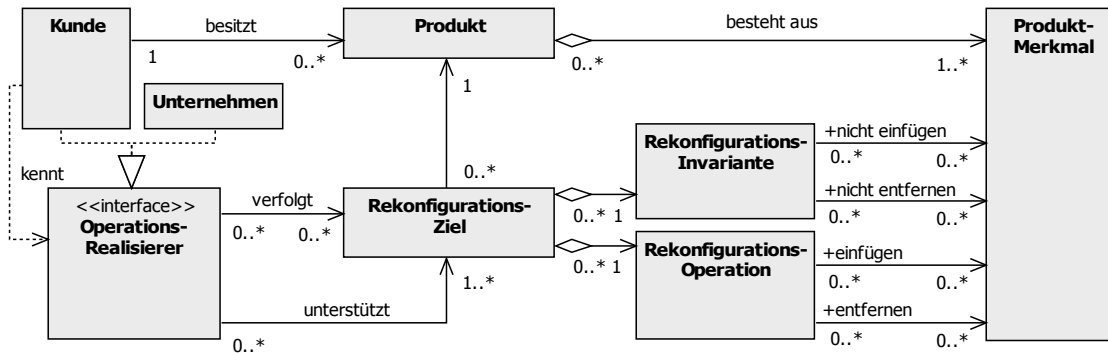 Kunde
besitzt
1
0..*
Produkt
besteht aus
0..*
1..*
Produkt-
Merkmal
Unternehmen
1
0..*
kennt
<<interface>>
Operations-
Realisierer
verfolgt
0..*
0..*
unterstützt
0..*
1..*
Rekonfigurations-
Ziel
0..*
1
0..*
1
Rekonfigurations-
Invariante
+nicht einfügen
0..*
0..*
+nicht entfernen
0..*
0..*
Rekonfigurations-
Operation
+einfügen
0..*
0..*
+entfernen
0..*
0..*